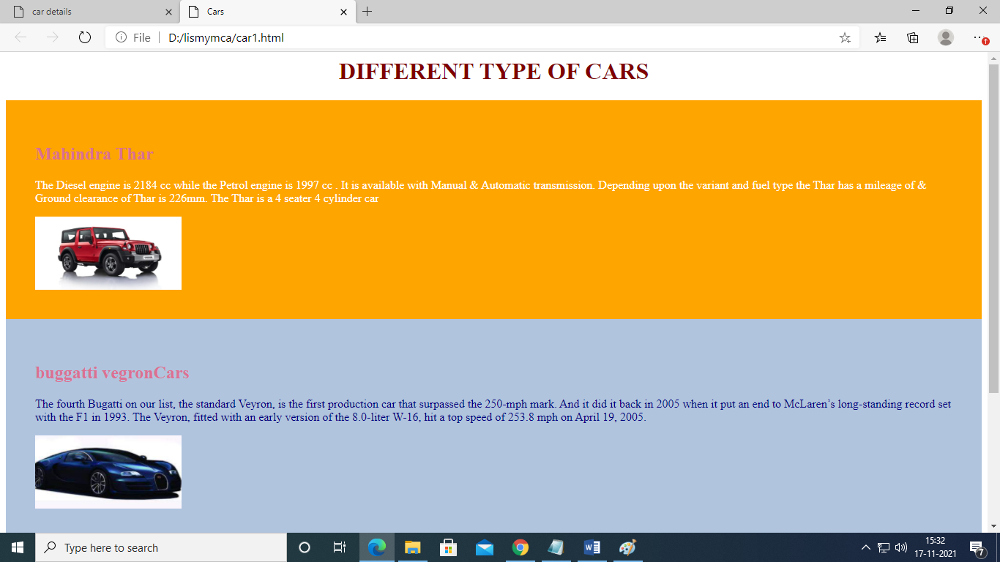 car details
Cars
File
D:/lismymca/car1.html
DIFFERENT TYPE OF CARS
Mahindra Thar
The Diesel engine is 2184 cc while the Petrol engine is 1997 cc . It is available with Manual & Automatic transmission. Depending upon the variant and fuel type the Thar has a mileage of &
Ground clearance of Thar is 226mm. The Thar is a 4 seater 4 cylinder car
buggatti vegronCars
The fourth Bugatti on our list, the standard Veyron, is the first production car that surpassed the 250-mph mark. And it did it back in 2005 when it put an end to McLaren’s long-standing record set
with the F1 in 1993. The Veyron, fitted with an early version of the 8.0-liter W-16, hit a top speed of 253.8 mph on April 19, 2005.
Type here to search
15:32
17-11-2021
7